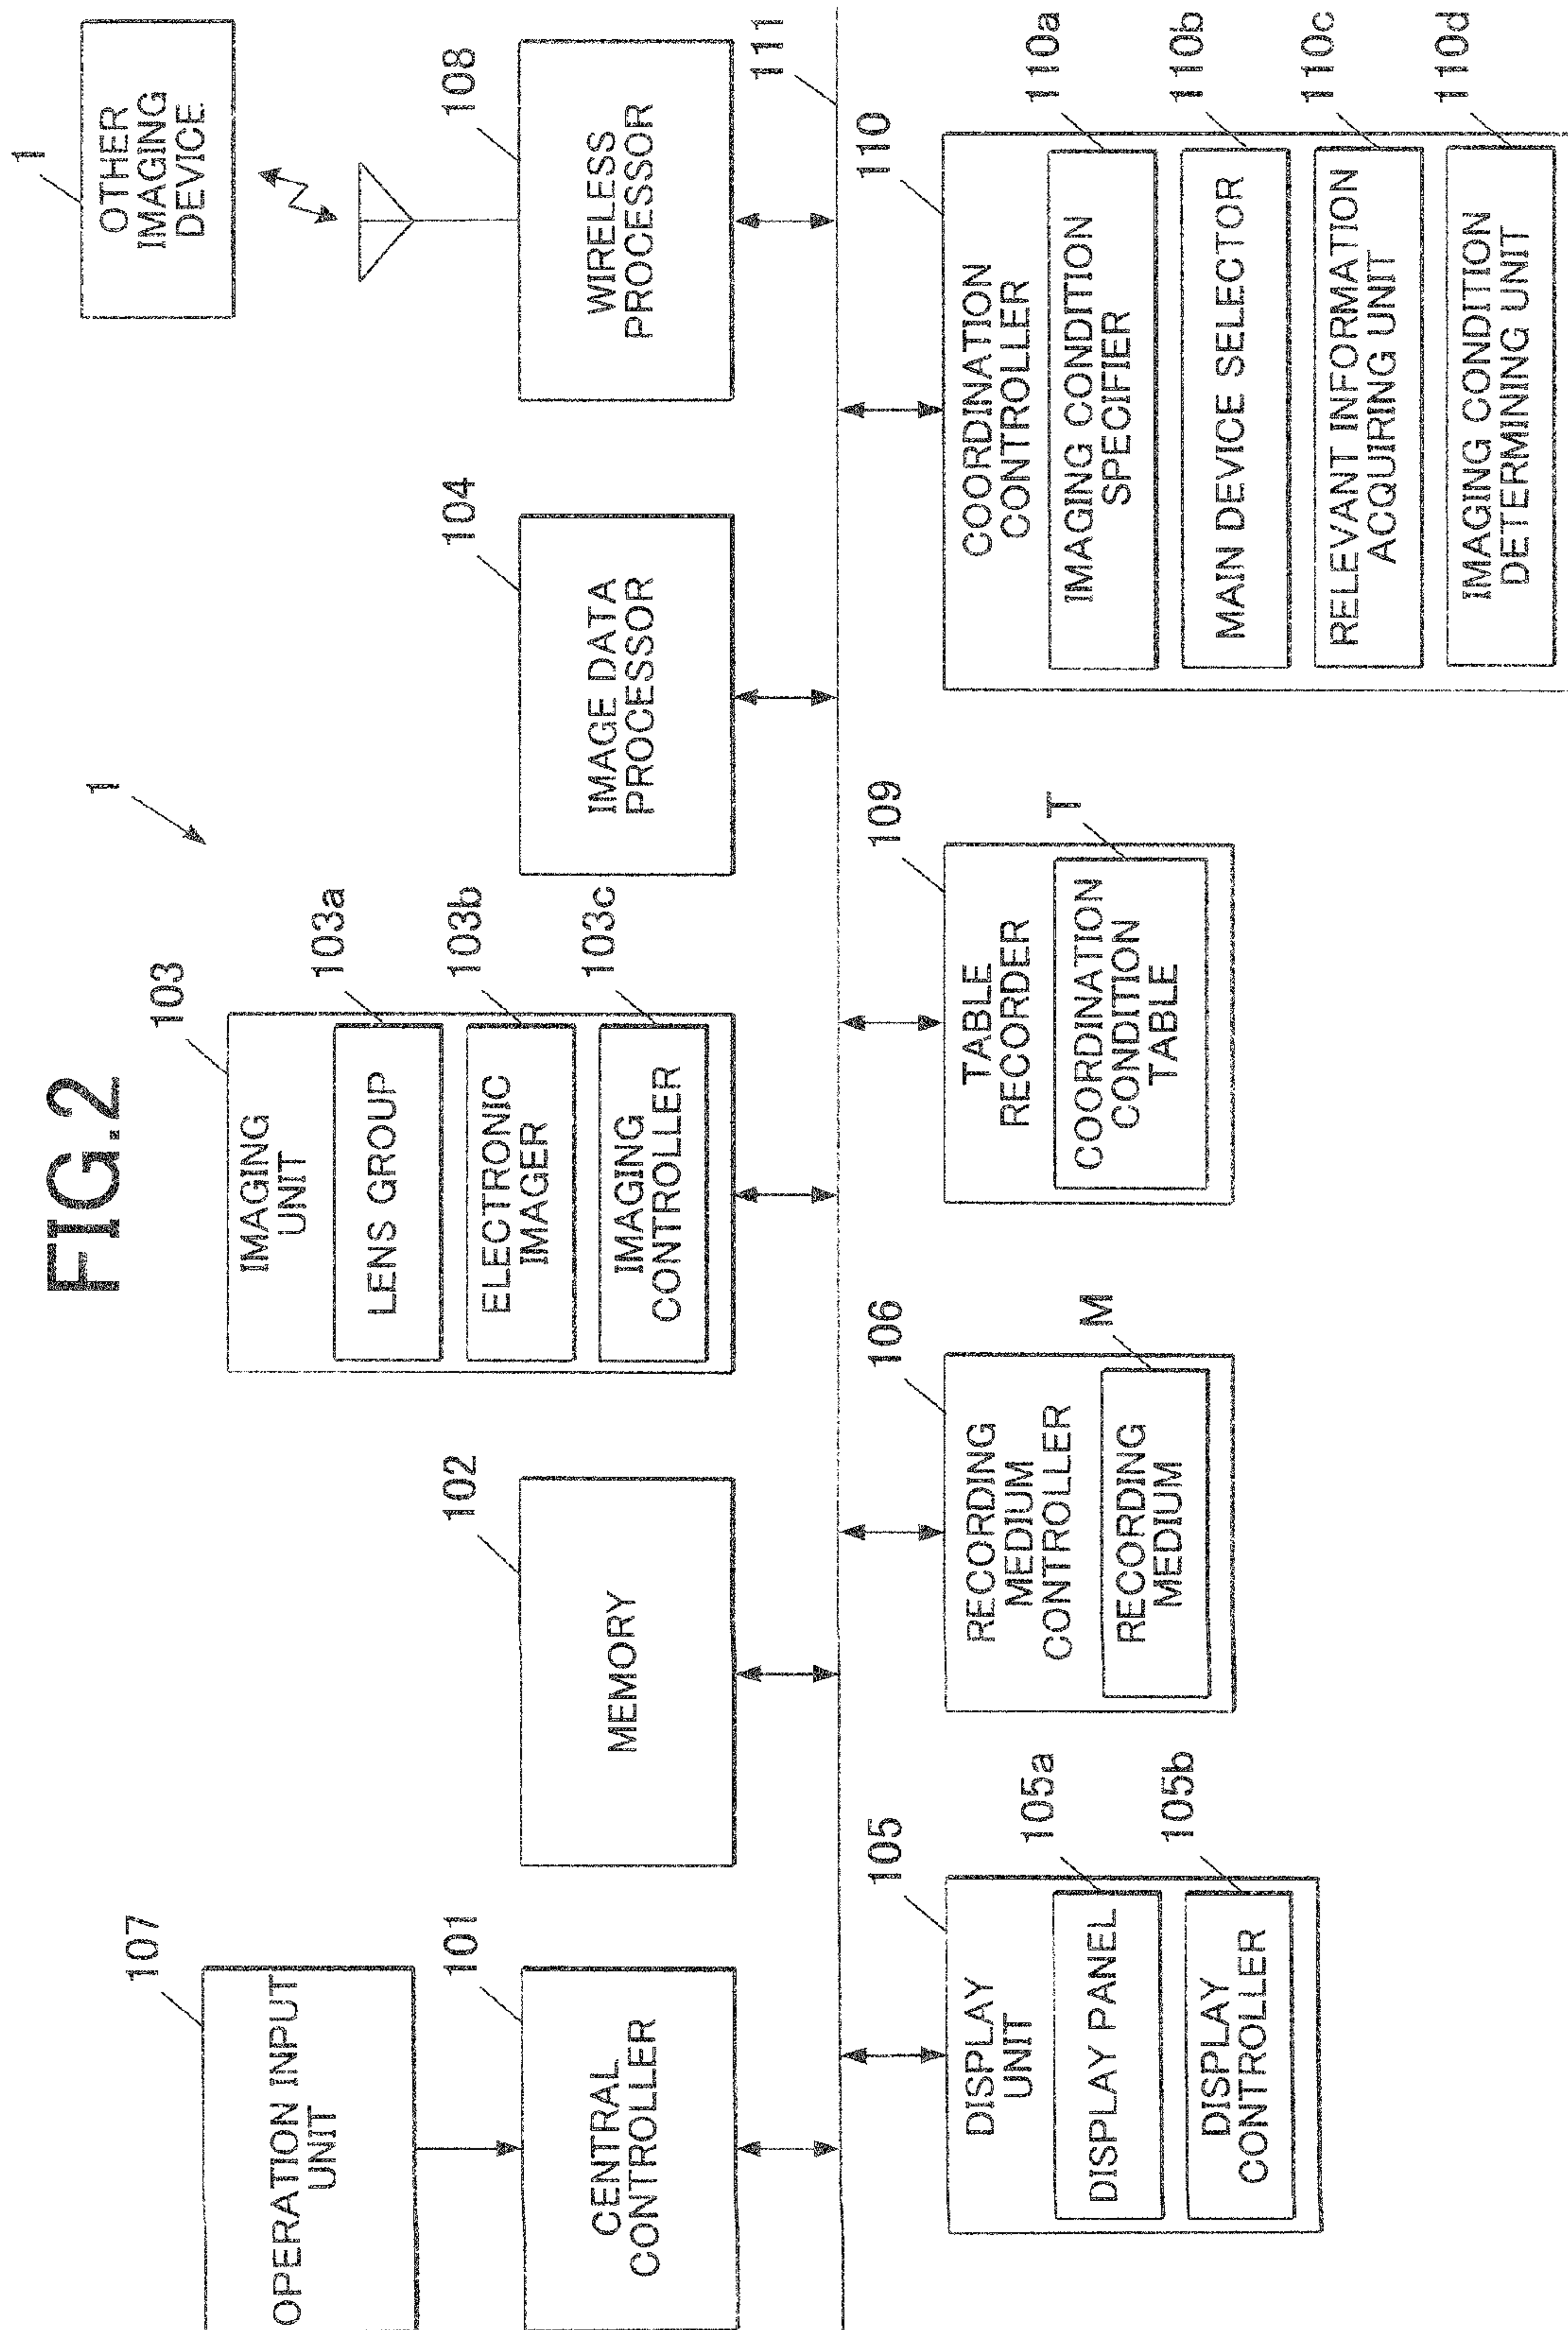 FIG.2
1
107
OPERATION INPUT
UNIT
101
CENTRAL
CONTROLLER
102
MEMORY
103
IMAGING
UNIT
103a
LENS GROUP
103b
ELECTRONIC
IMAGER
103c
IMAGING
CONTROLLER
104
IMAGE DATA
PROCESSOR
1
OTHER
IMAGING
DEVICE
108
WIRELESS
PROCESSOR
111
105
DISPLAY
UNIT
105a
DISPLAY PANEL
105b
DISPLAY
CONTROLLER
106
RECORDING
MEDIUM
CONTROLLER
M
RECORDING
MEDIUM
109
TABLE
RECORDER
T
COORDINATION
CONDITION
TABLE
110
COORDINATION
CONTROLLER
110a
IMAGING CONDITION
SPECIFIER
110b
MAIN DEVICE SELECTOR
110c
RELEVANT INFORMATION
ACQUIRING UNIT
110d
IMAGING CONDITION
DETERMINING UNIT